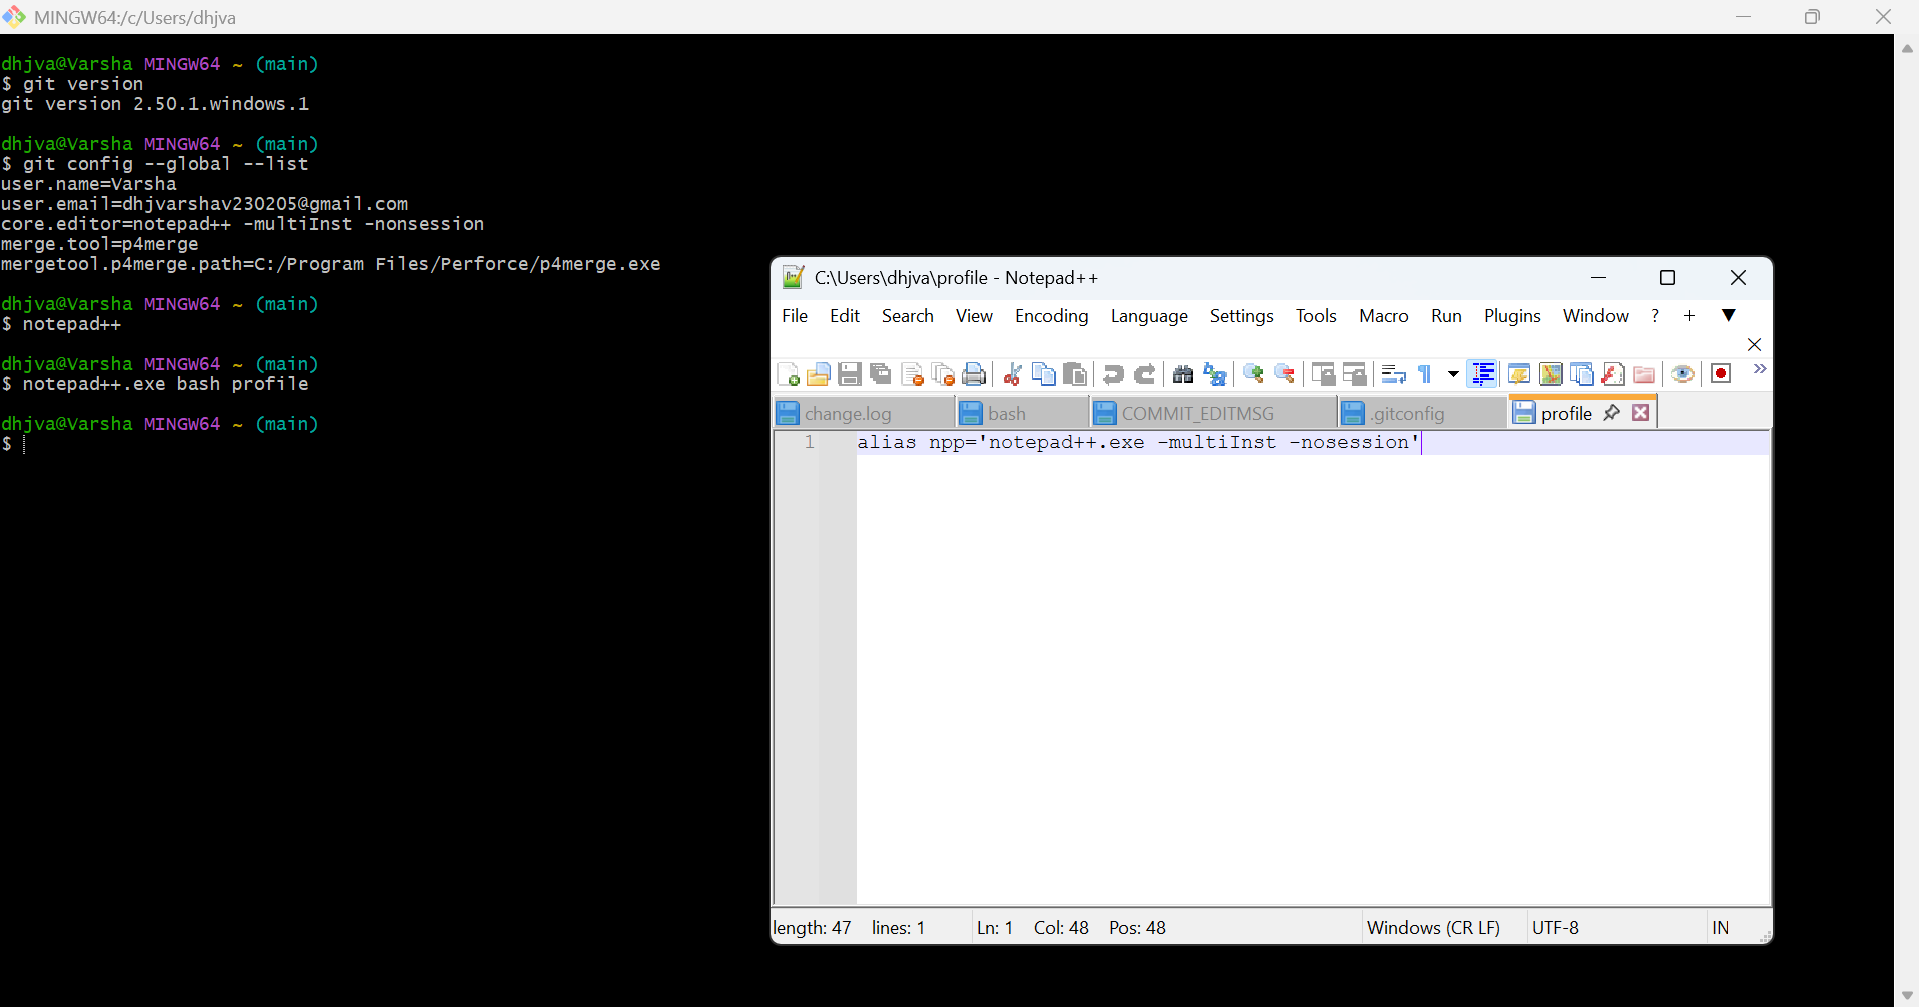 MINGW64:/c/Users/dhjva
dhjva@Varsha MINGW64 ~ (main)
$ git version
git version 2.50.1.windows.1
dhjva@Varsha MINGW64 ~ (main)
$ git config --global --list
user.name=Varsha
user.email=dhjvarshav230205@gmail.com
core.editor=notepad++ -multiInst -nonsession
merge.tool=p4merge
mergetool.p4merge.path=C:/Program Files/Perforce/p4merge.exe
dhjva@Varsha MINGW64 ~ (main)
$ notepad++
dhjva@Varsha MINGW64 ~ (main)
$ notepad++.exe bash profile
dhjva@Varsha MINGW64 ~ (main)
$
C:\Users\dhjva\profile - Notepad++
File Edit Search View Encoding Language Settings Tools Macro Run Plugins Window ? + ▼
change.log bash COMMIT_EDITMSG .gitconfig profile
1 alias npp='notepad++.exe -multiInst -nosession'
length: 47 lines: 1 Ln: 1 Col: 48 Pos: 48 Windows (CR LF) UTF-8 IN